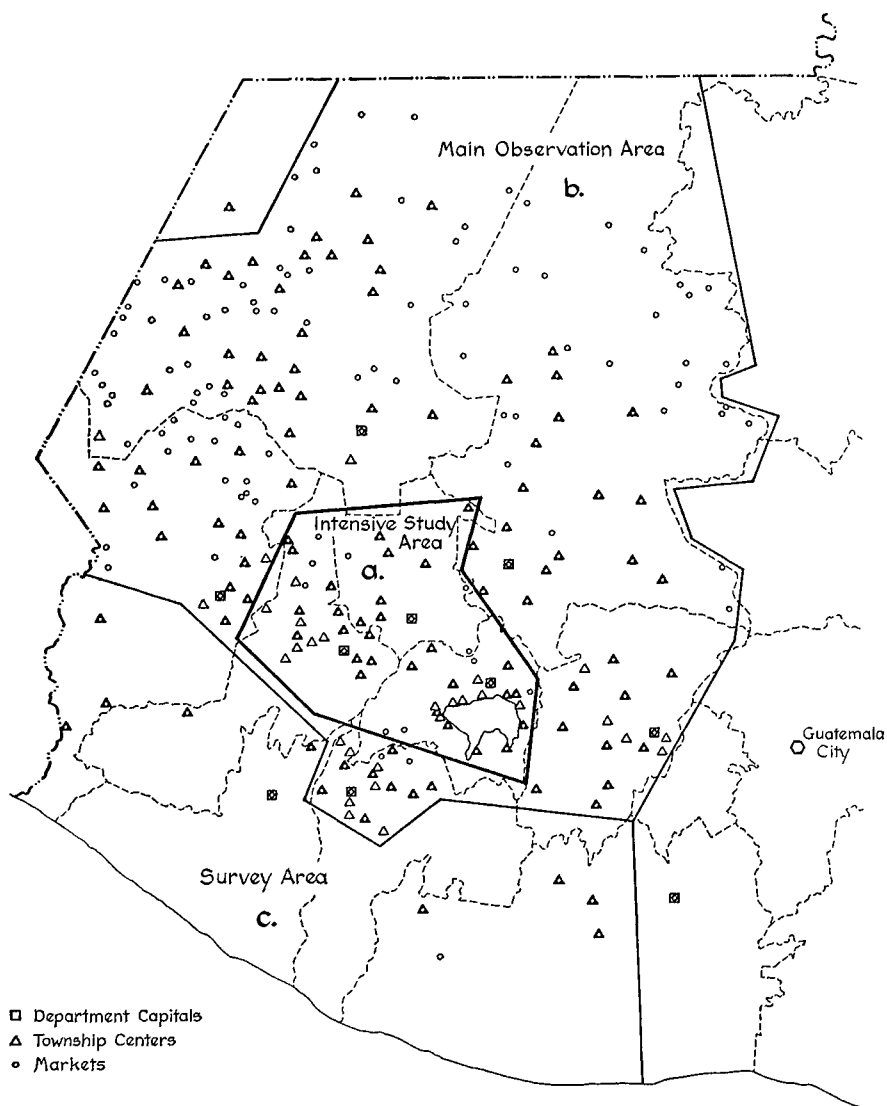 Main Observation Area
b.
Intensive Study
Area
a.
Guatemala
City
Survey Area
c.
Department Capitals
Township Centers
Markets